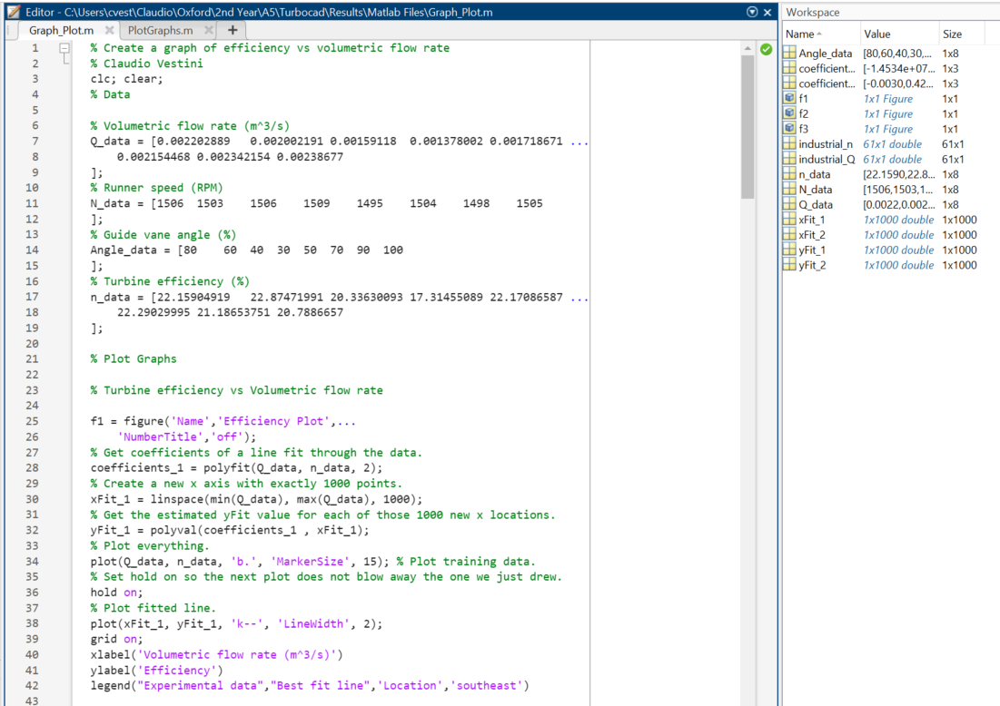 Editor - C:\Users\cvest\Claudio\Oxford\2nd Year\A5\Turbocad\Results\Matlab Files\Graph_Plot.m
Graph_Plot.m PlotGraphs.m +
1 % Create a graph of efficiency vs volumetric flow rate
2 % Claudio Vestini
3 clc; clear;
4 % Data
5
6 % Volumetric flow rate (m^3/s)
7 Q_data = [0.002202889 0.002002191 0.00159118 0.001378002 0.001718671 ...
8 0.002154468 0.002342154 0.00238677
9 ];
10 % Runner speed (RPM)
11 N_data = [1506 1503 1506 1509 1495 1504 1498 1505
12 ];
13 % Guide vane angle (%)
14 Angle_data = [80 60 40 30 50 70 90 100
15 ];
16 % Turbine efficiency (%)
17 n_data = [22.15904919 22.87471991 20.33630093 17.31455089 22.17086587 ...
18 22.29029995 21.18653751 20.7886657
19 ];
20
21 % Plot Graphs
22
23 % Turbine efficiency vs Volumetric flow rate
24
25 f1 = figure('Name','Efficiency Plot',...
26 'NumberTitle','off');
27 % Get coefficients of a line fit through the data.
28 coefficients_1 = polyfit(Q_data, n_data, 2);
29 % Create a new x axis with exactly 1000 points.
30 xFit_1 = linspace(min(Q_data), max(Q_data), 1000);
31 % Get the estimated yFit value for each of those 1000 new x locations.
32 yFit_1 = polyval(coefficients_1 , xFit_1);
33 % Plot everything.
34 plot(Q_data, n_data, 'b.', 'MarkerSize', 15); % Plot training data.
35 % Set hold on so the next plot does not blow away the one we just drew.
36 hold on;
37 % Plot fitted line.
38 plot(xFit_1, yFit_1, 'k--', 'LineWidth', 2);
39 grid on;
40 xlabel('Volumetric flow rate (m^3/s)')
41 ylabel('Efficiency')
42 legend("Experimental data","Best fit line",'Location','southeast')
43
Workspace
Name Value Size
Angle_data [80,60,40,30,... 1x8
coefficient... [-1.4534e+07... 1x3
coefficient... [-0.0030,0.42... 1x3
f1 1x1 Figure 1x1
f2 1x1 Figure 1x1
f3 1x1 Figure 1x1
industrial_n 61x1 double 61x1
industrial_Q 61x1 double 61x1
n_data [22.1590,22.8... 1x8
N_data [1506,1503,1... 1x8
Q_data [0.0022,0.002... 1x8
xFit_1 1x1000 double 1x1000
xFit_2 1x1000 double 1x1000
yFit_1 1x1000 double 1x1000
yFit_2 1x1000 double 1x1000